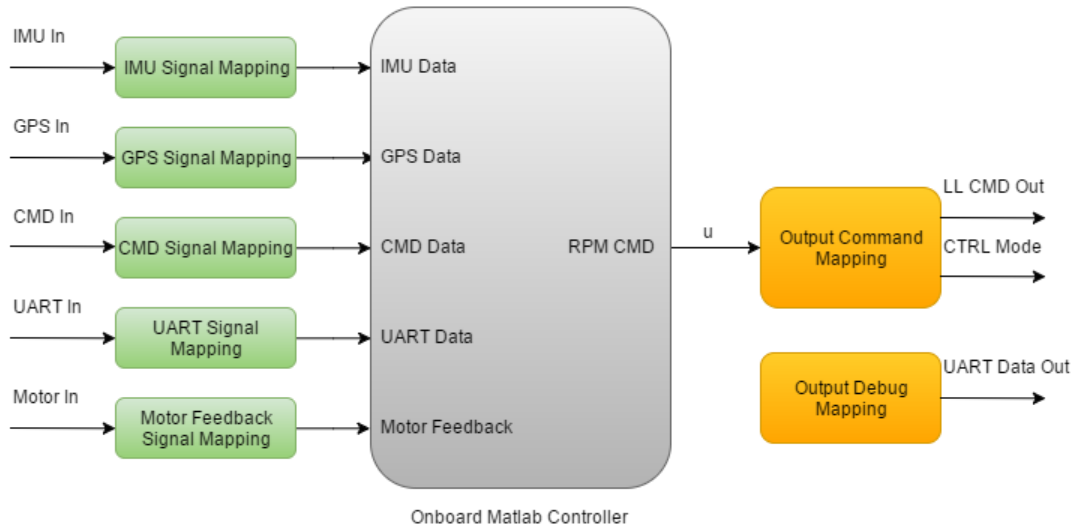 IMU In
IMU Signal Mapping
IMU Data
GPS In
GPS Signal Mapping
GPS Data
CMD In
CMD Signal Mapping
CMD Data
UART In
UART Signal
Mapping
UART Data
Motor In
Motor Feedback
Signal Mapping
Motor Feedback
RPM CMD
u
Output Command
Mapping
LL CMD Out
CTRL Mode
Output Debug
Mapping
UART Data Out
Onboard Matlab Controller